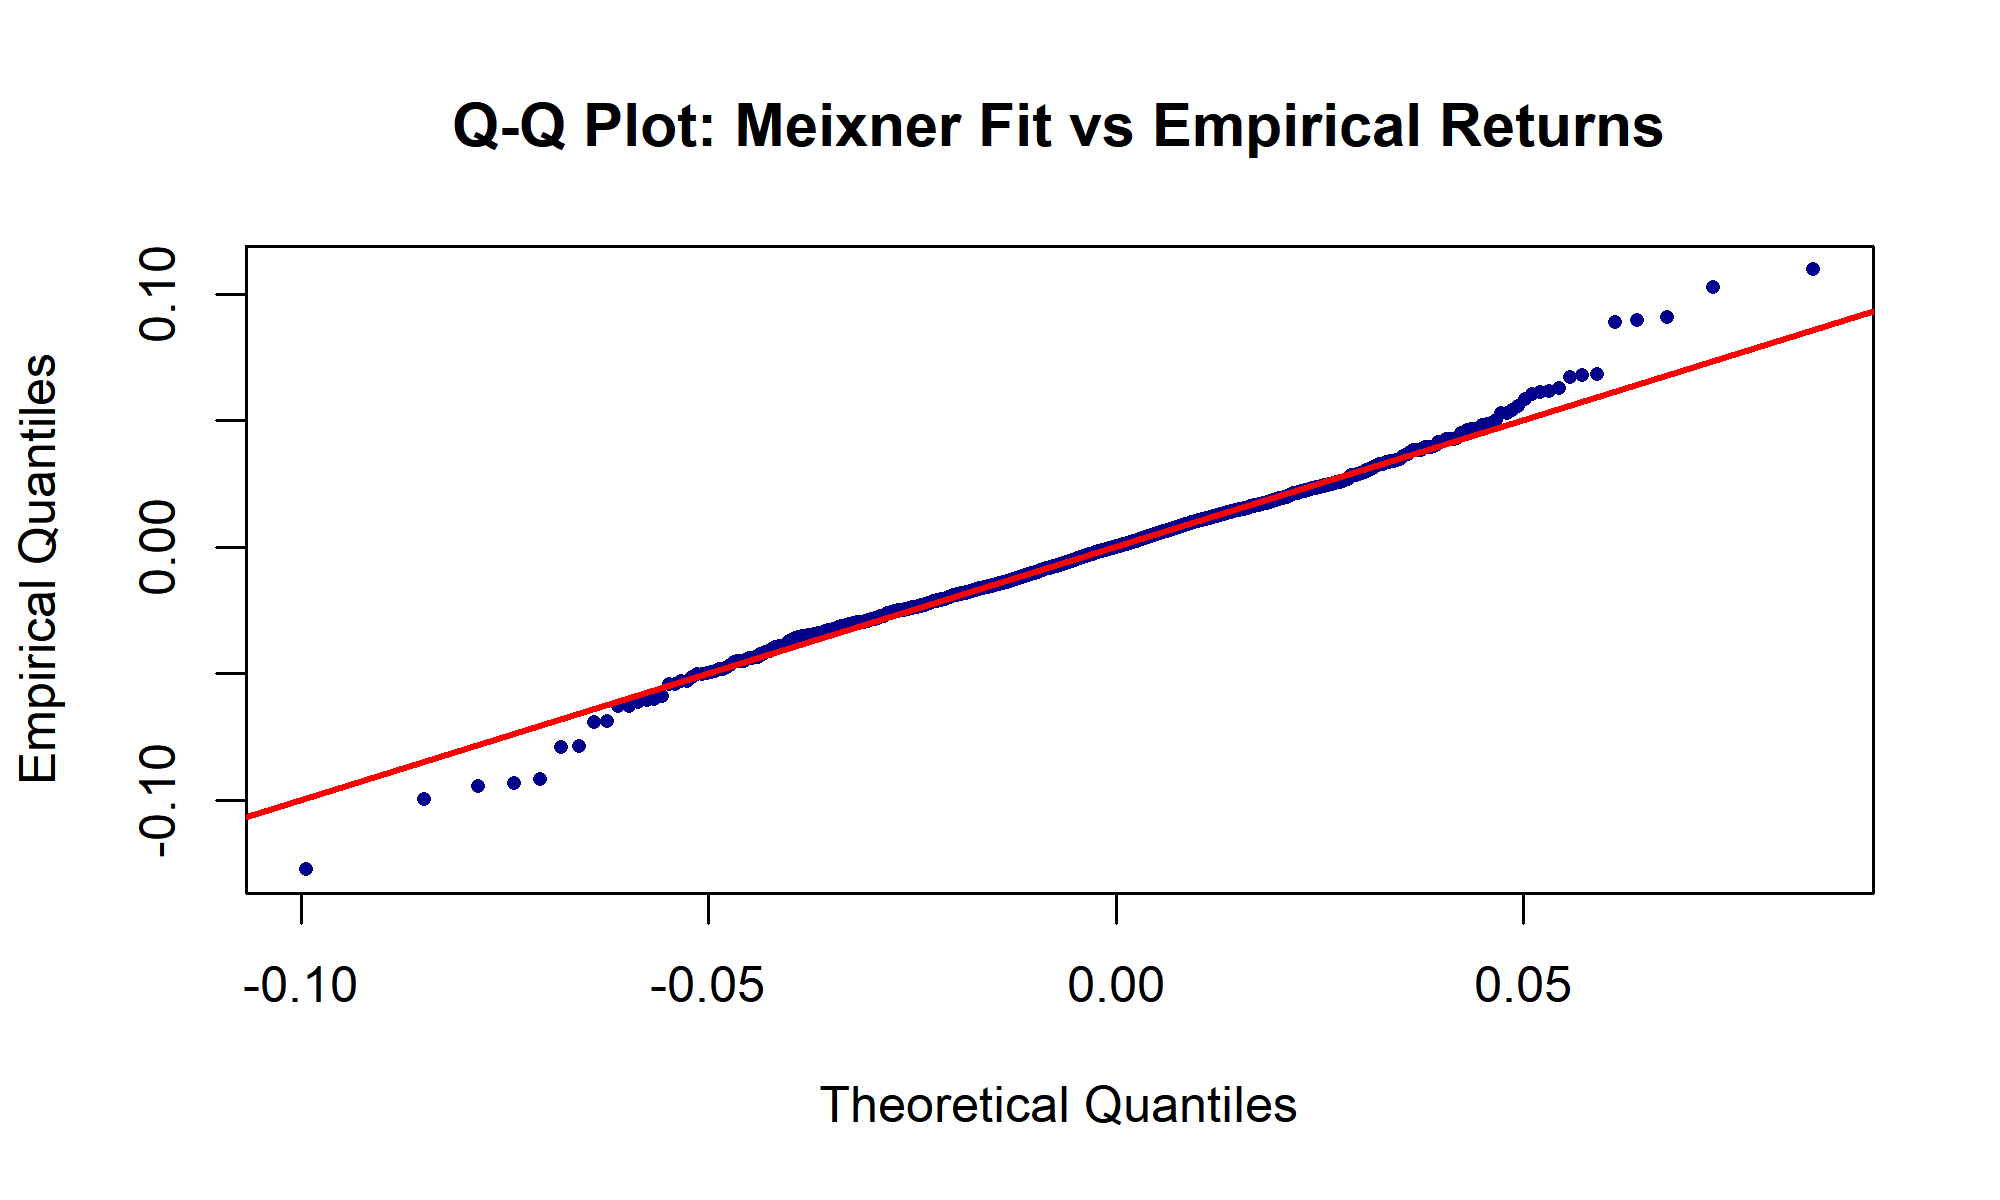 Q-Q Plot: Meixner Fit vs Empirical Returns
Empirical Quantiles
0.10
0.00
-0.10
-0.10
-0.05
0.00
0.05
Theoretical Quantiles